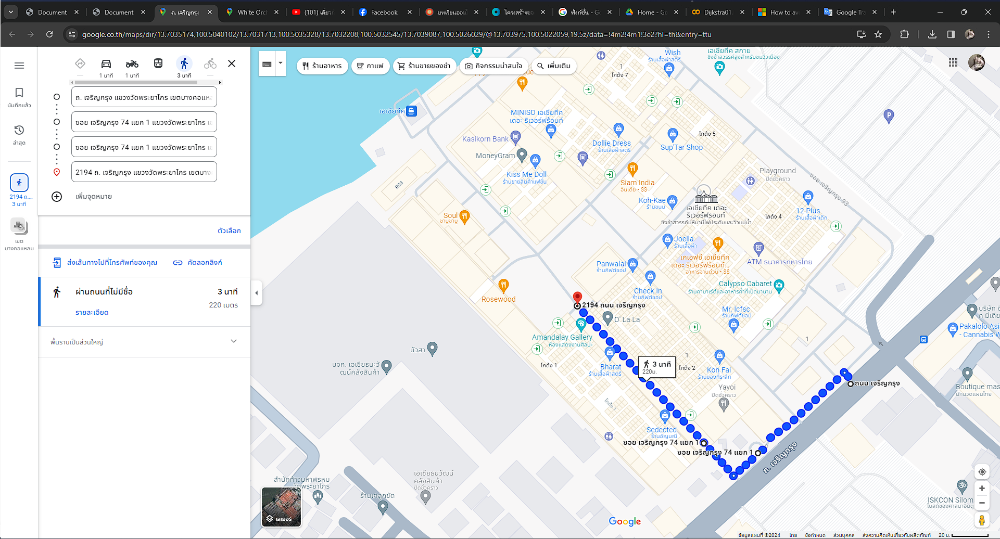 Document
Document
ถ. เจริญกรุง
White Orc
(101) เดี่ยว
Facebook
บทเรียนออนไ
โครงสร้างขอ
ฟังก์ชั่น - Go
Home - Go
Dijkstra01.
How to av
Google Tra
google.co.th/maps/dir/13.7035174,100.5040102/13.7031713,100.5035328/13.7032208,100.5032545/13.7039087,100.5026029/@13.703975,100.5022059,19.5z/data=!4m2!4m1!3e2?hl=th&entry=ttu
1 นาที
1 นาที
3 นาที
ถ. เจริญกรุง แขวงวัดพระยาไกร เขตบางคอแห
ซอย เจริญกรุง 74 แยก 1 แขวงวัดพระยาไกร เข
ซอย เจริญกรุง 74 แยก 1 แขวงวัดพระยาไกร เข
2194 ถ. เจริญกรุง แขวงวัดพระยาไกร เขตบาง
เพิ่มจุดหมาย
บันทึกแล้ว
ล่าสุด
2194 ถ....
3 นาที
5
เขต
บางคอแหลม
ตัวเลือก
ส่งเส้นทางไปที่โทรศัพท์ของคุณ
คัดลอกลิงก์
ผ่านถนนที่ไม่มีชื่อ
3 นาที
220 เมตร
รายละเอียด
พื้นราบเป็นส่วนใหญ่
ร้านอาหาร
กาแฟ
ร้านขายของชำ
กิจกรรมน่าสนใจ
เพิ่มเติม
Wish
ร้านเสื้อผ้าสตรี
เอเชียทีค สกาย
ชิงช้าสวรรค์สูงสำหรับชมวิวเมือง
1
โกดัง 7
เอเชียทีค
MINISO เอเชียทีค
เดอะ ริเวอร์ฟร้อนท์
Kasikorn Bank
MoneyGram
Kiss Me Doll
ร้านขายสินค้าแฟชั่น
Dollie Dress
ร้านเสื้อผ้าสตรี
Sup'Tar Shop
โกดัง 5
Siam India
อินเดีย • $$
Koh-Kae
ร้านขนม
Playground
ปิดชั่วคราว
ซอย เจริญกรุง 93
P
R08
Soul
ชาบูชาบู
เอเชียทีค เดอะ
ริเวอร์ฟรอนท์
ชิงช้าสวรรค์มหึมามีไฟประดับและวิวแม่น้ำ
โกดัง 4
12 Plus
ร้านเสื้อผ้าเด็ก
Joella
ร้านเสื้อผ้า
เคเอฟซี เอเชียทีค
เดอะ ริเวอร์ฟร้อนท์...
อาหารจานด่วน • $$
ATM ธนาคารทหารไทย
Panwalai
ร้านกิฟต์ชอป
Check In
ร้านกิฟต์ชอป
Calypso Cabaret
ร้านคาบาเร่ต์และอาหารค่ำที่เปิดมานาน
Rosewood
2194 ถนน เจริญกรุง
O' La La
Mr. Icfsc
ร้านกิฟต์ชอป
Amandalay Gallery
ห้องแสดงงานศิลปะ
บัวสา
บจก. เอเชียธนะวั
ฒน์คลังสินค้า
โกดัง 1
Bharat
ร้านเสื้อผ้าสตรี
3 นาที
220ม.
1
โกดัง 2
Kon Fai
ร้านของที่ระลึก
Yayoi
ปิดชั่วคราว
1
ถนน เจริญกรุง
Pakalolo Asi
- Cannabis W
Boutique mas
นักนวดแผนไทย
โกดัง 1
Sedected
ร้านอัญมณี
ซอย เจริญกรุง 74 แยก 1
ซอย เจริญกรุง 74 แยก 1
ถ. เจริญกรุง
เอเชียธนวัฒน์
คลังสินค้า
ปิดชั่วคราว
สำนักท้าวมหาพรหม
วัดพระยาไกร
ร้านเคลูกขัด
ISKCON Silom
โบสถ์ของศาสนาฮินดู
เลเยอร์
Google
ข้อมูลแผนที่ ©2024
ไทย
ข้อกำหนด
ส่วนบุคคล
ส่งความคิดเห็นเกี่ยวกับผลิตภัณฑ์
20 ม.